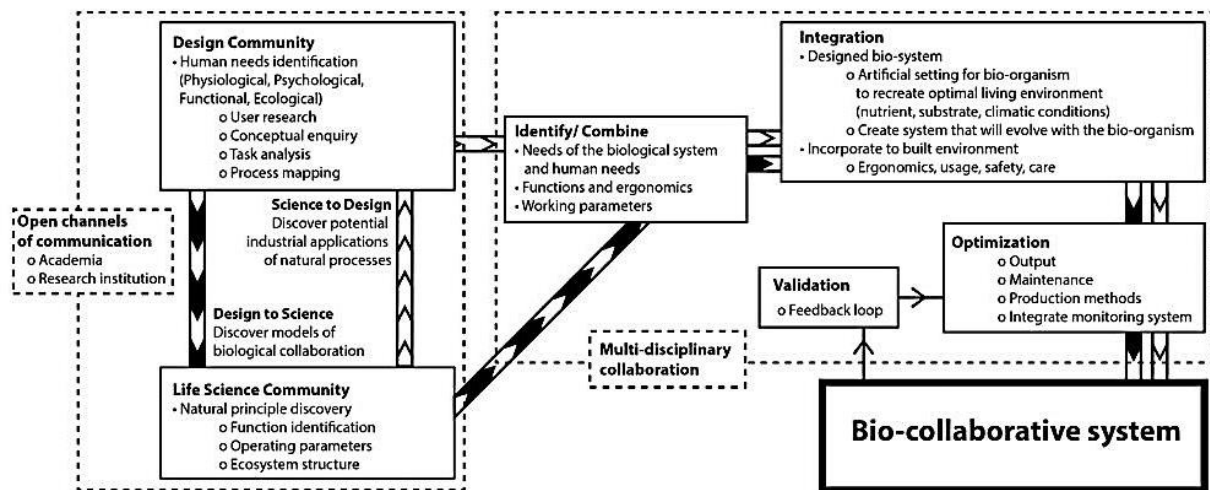 Design Community
• Human needs identification
(Physiological, Psychological,
Functional, Ecological)
o User research
o Conceptual enquiry
o Task analysis
o Process mapping
Science to Design
Discover potential
industrial applications
of natural processes
Open channels
of communication
o Academia
o Research institution
Design to Science
Discover models of
biological collaboration
Life Science Community
• Natural principle discovery
o Function identification
o Operating parameters
o Ecosystem structure
Identify/ Combine
• Needs of the biological system
and human needs
• Functions and ergonomics
• Working parameters
Multi-disciplinary
collaboration
Integration
• Designed bio-system
o Artificial setting for bio-organism
to recreate optimal living environment
(nutrient, substrate, climatic conditions)
o Create system that will evolve with the bio-organism
• Incorporate to built environment
o Ergonomics, usage, safety, care
Optimization
o Output
o Maintenance
o Production methods
o Integrate monitoring system
Validation
o Feedback loop
Bio-collaborative system